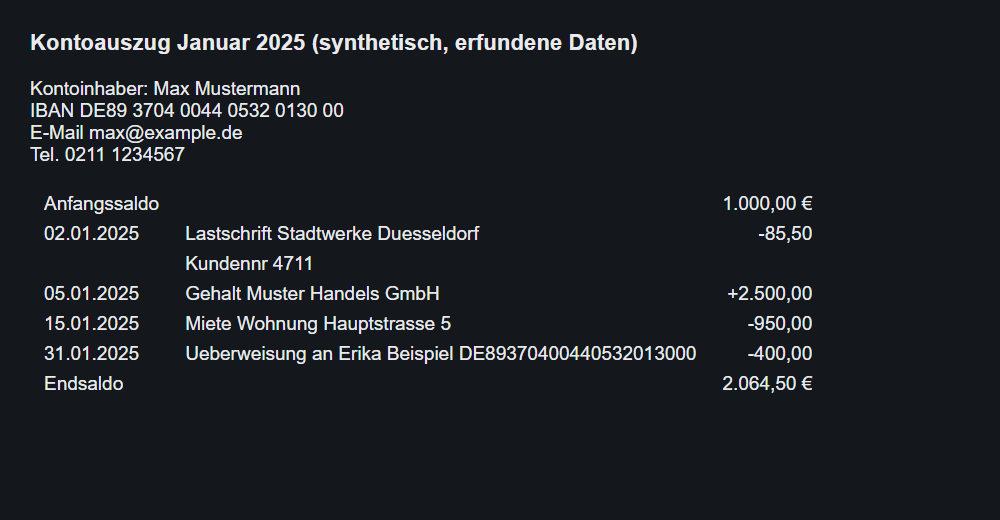 Kontoauszug Januar 2025 (synthetisch, erfundene Daten)
Kontoinhaber: Max Mustermann
IBAN DE89 3704 0044 0532 0130 00
E-Mail max@example.de
Tel. 0211 1234567
Anfangssaldo 1.000,00 €
02.01.2025 Lastschrift Stadtwerke Duesseldorf -85,50
Kundennr 4711
05.01.2025 Gehalt Muster Handels GmbH +2.500,00
15.01.2025 Miete Wohnung Hauptstrasse 5 -950,00
31.01.2025 Ueberweisung an Erika Beispiel DE89370400440532013000 -400,00
Endsaldo 2.064,50 €